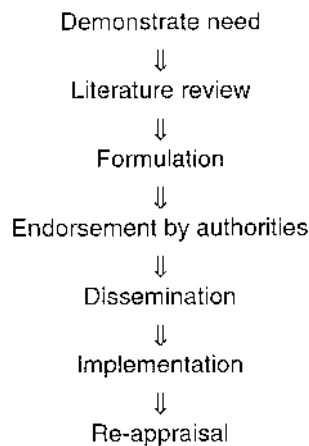 Demonstrate need
⇓
Literature review
⇓
Formulation
⇓
Endorsement by authorities
⇓
Dissemination
⇓
Implementation
⇓
Re-appraisal